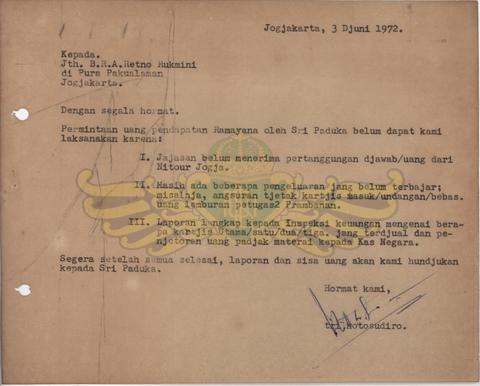 Jogjakarta, 3 Djuni 1972.
Kepada.
Jth. B.R.A.Retno Rukmini
di Pura Pakualaman
Jogjakarta.
Dengan segala hormat.
Permintaan uang pendapatan Ramayana oleh Sri Paduka belum dapat kami
laksanakan karena:
I. Jajasan belum menerima pertanggungan djawab/uang dari
Nitour Jogja.
II. Masih ada beberapa pengeluaran jang belum terbajar;
misalnja, angsuran tjetak kartjis masuk/undangan/bebas.
uang lamburan petugas2 Prambanan.
III. Laporan lengkap kepada Inspeksi keuangan mengenai bera-
pa kartjis Utama/satu/dua/tiga. jang terdjual dan pe-
njetoran uang padjak materai kepada Kas Negara.
Segera setelah semua selesai, laporan dan sisa uang akan kami hundjukan
kepada Sri Paduka.
Hormat kami,
tri.Hotosudiro.